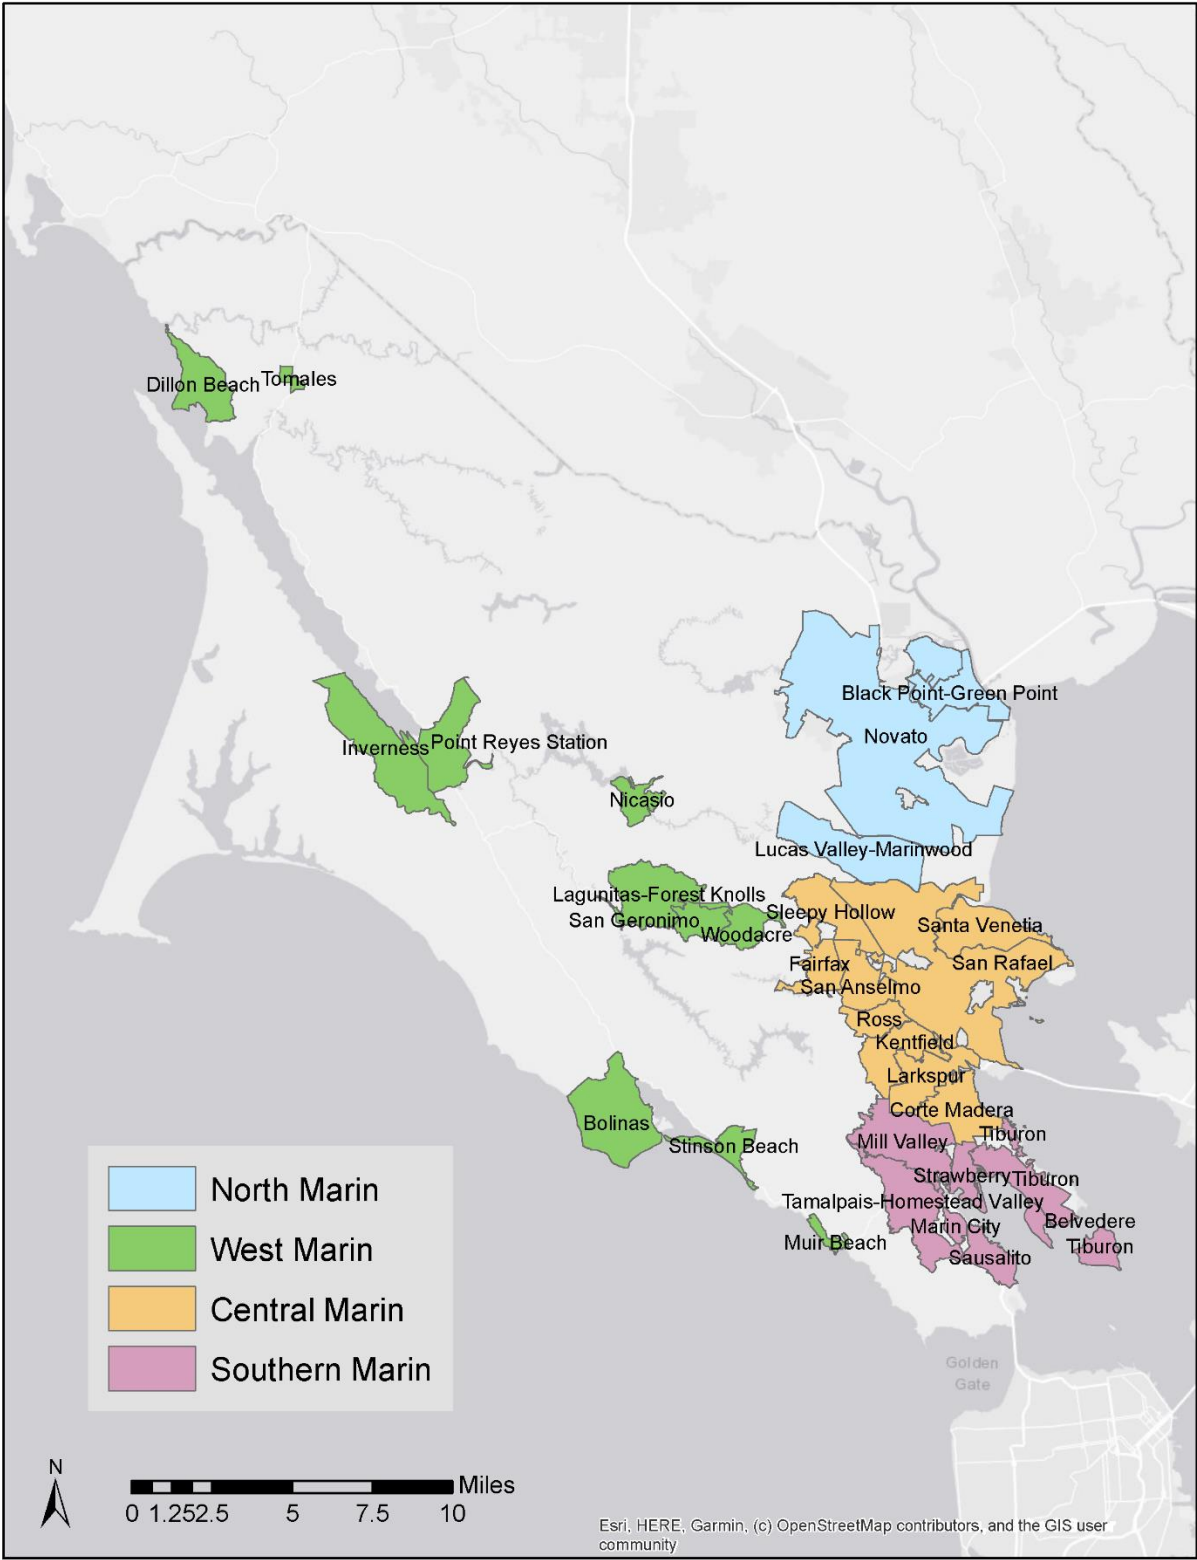 Dillon Beach
Tomales
Black Point-Green Point
Novato
Inverness
Point Reyes Station
Nicasio
Lucas Valley-Marinwood
Lagunitas-Forest Knolls
Sleepy Hollow
San Geronimo
Santa Venetia
Woodacre
Fairfax
San Rafael
San Anselmo
Ross
Kentfield
Larkspur
Corte Madera
Bolinas
Tiburon
Mill Valley
Stinson Beach
Strawberry
Tiburon
Tamalpais-Homestead Valley
Belvedere
Marin City
Muir Beach
Tiburon
Sausalito
North Marin
West Marin
Central Marin
Southern Marin
Golden
Gate
N
Miles
0 1.25 2.5 5 7.5 10
Esri, HERE, Garmin, (c) OpenStreetMap contributors, and the GIS user
community